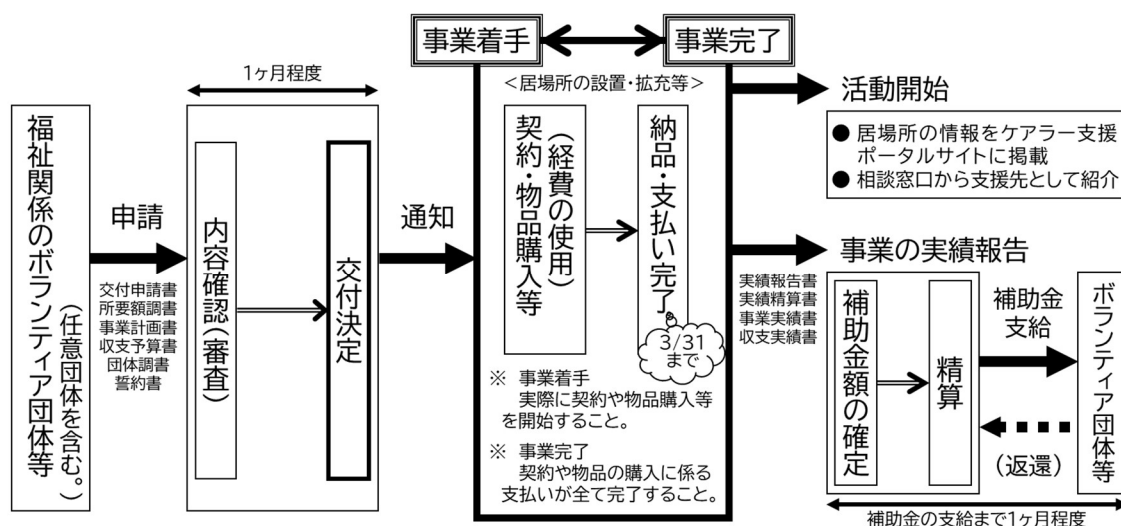 福祉関係のボランティア団体等
(任意団体を含む。)
申請
交付申請書
所要額調書
事業計画書
収支予算書
団体調書
誓約書
1ヶ月程度
内容確認(審査)
交付決定
通知
事業着手
事業完了
<居場所の設置・拡充等>
契約・物品購入等
(経費の使用)
納品・支払い完了
3/31
まで
※ 事業着手
実際に契約や物品購入等
を開始すること。
※ 事業完了
契約や物品の購入に係る
支払いが全て完了すること。
活動開始
● 居場所の情報をケアラー支援
ポータルサイトに掲載
● 相談窓口から支援先として紹介
事業の実績報告
実績報告書
実績精算書
事業実績書
収支実績書
補助金額の確定
精算
補助金
支給
(返還)
ボランティア団体等
補助金の支給まで1ヶ月程度